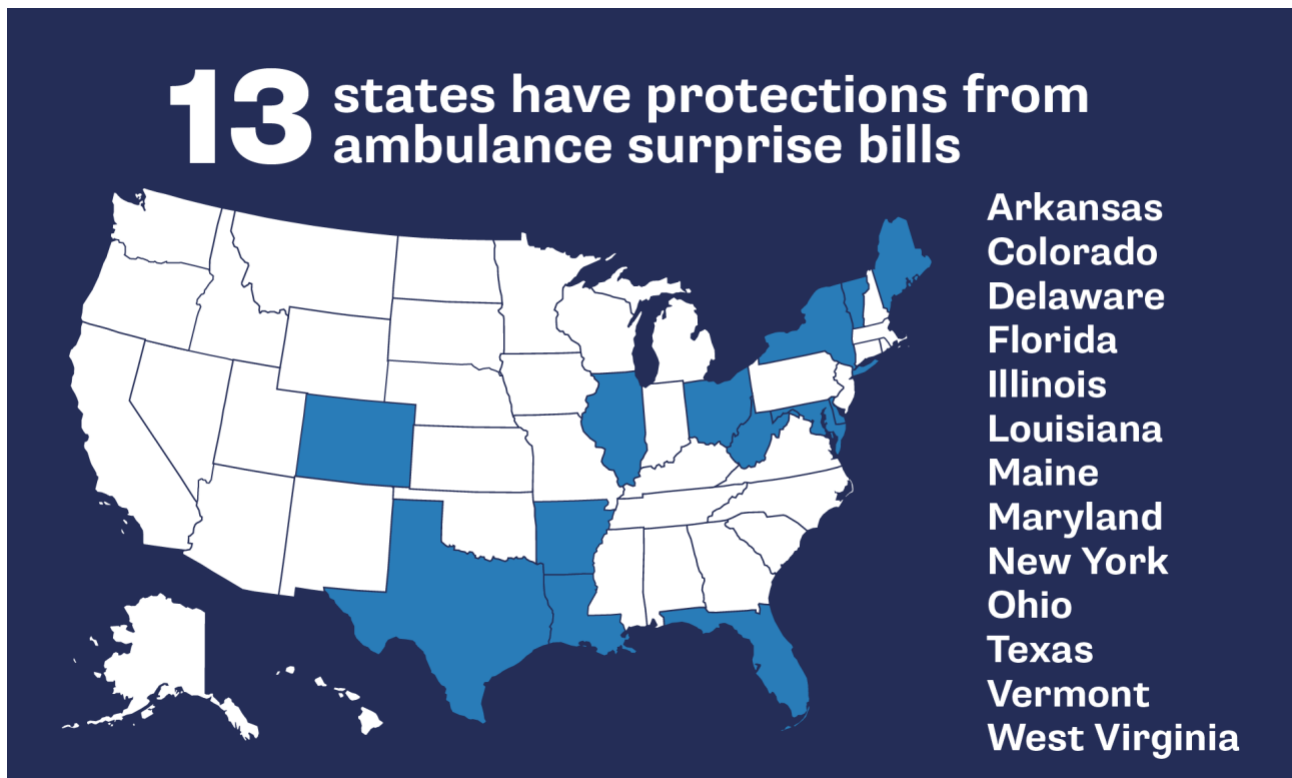 13 states have protections from
ambulance surprise bills
Arkansas
Colorado
Delaware
Florida
Illinois
Louisiana
Maine
Maryland
New York
Ohio
Texas
Vermont
West Virginia